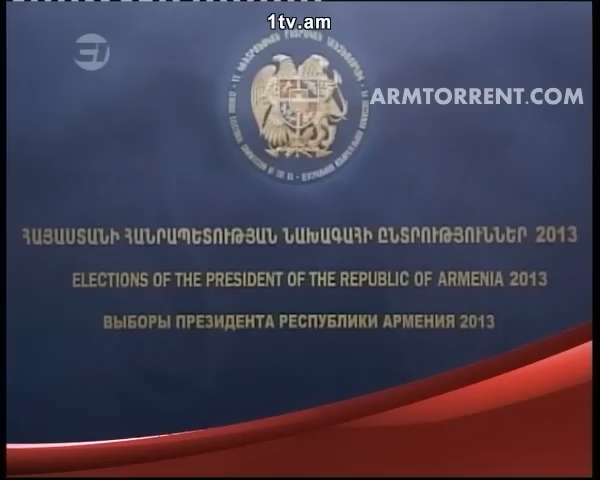 1tv.am
ARMTORRENT.COM
ՀԱՅԱՍՏԱՆԻ ՀԱՆՐԱՊԵՏՈՒԹՅԱՆ ՆԱԽԱԳԱՀԻ ԸՆՏՐՈՒԹՅՈՒՆՆԵՐ 2013
ELECTIONS OF THE PRESIDENT OF THE REPUBLIC OF ARMENIA 2013
ВЫБОРЫ ПРЕЗИДЕНТА РЕСПУБЛИКИ АРМЕНИЯ 2013